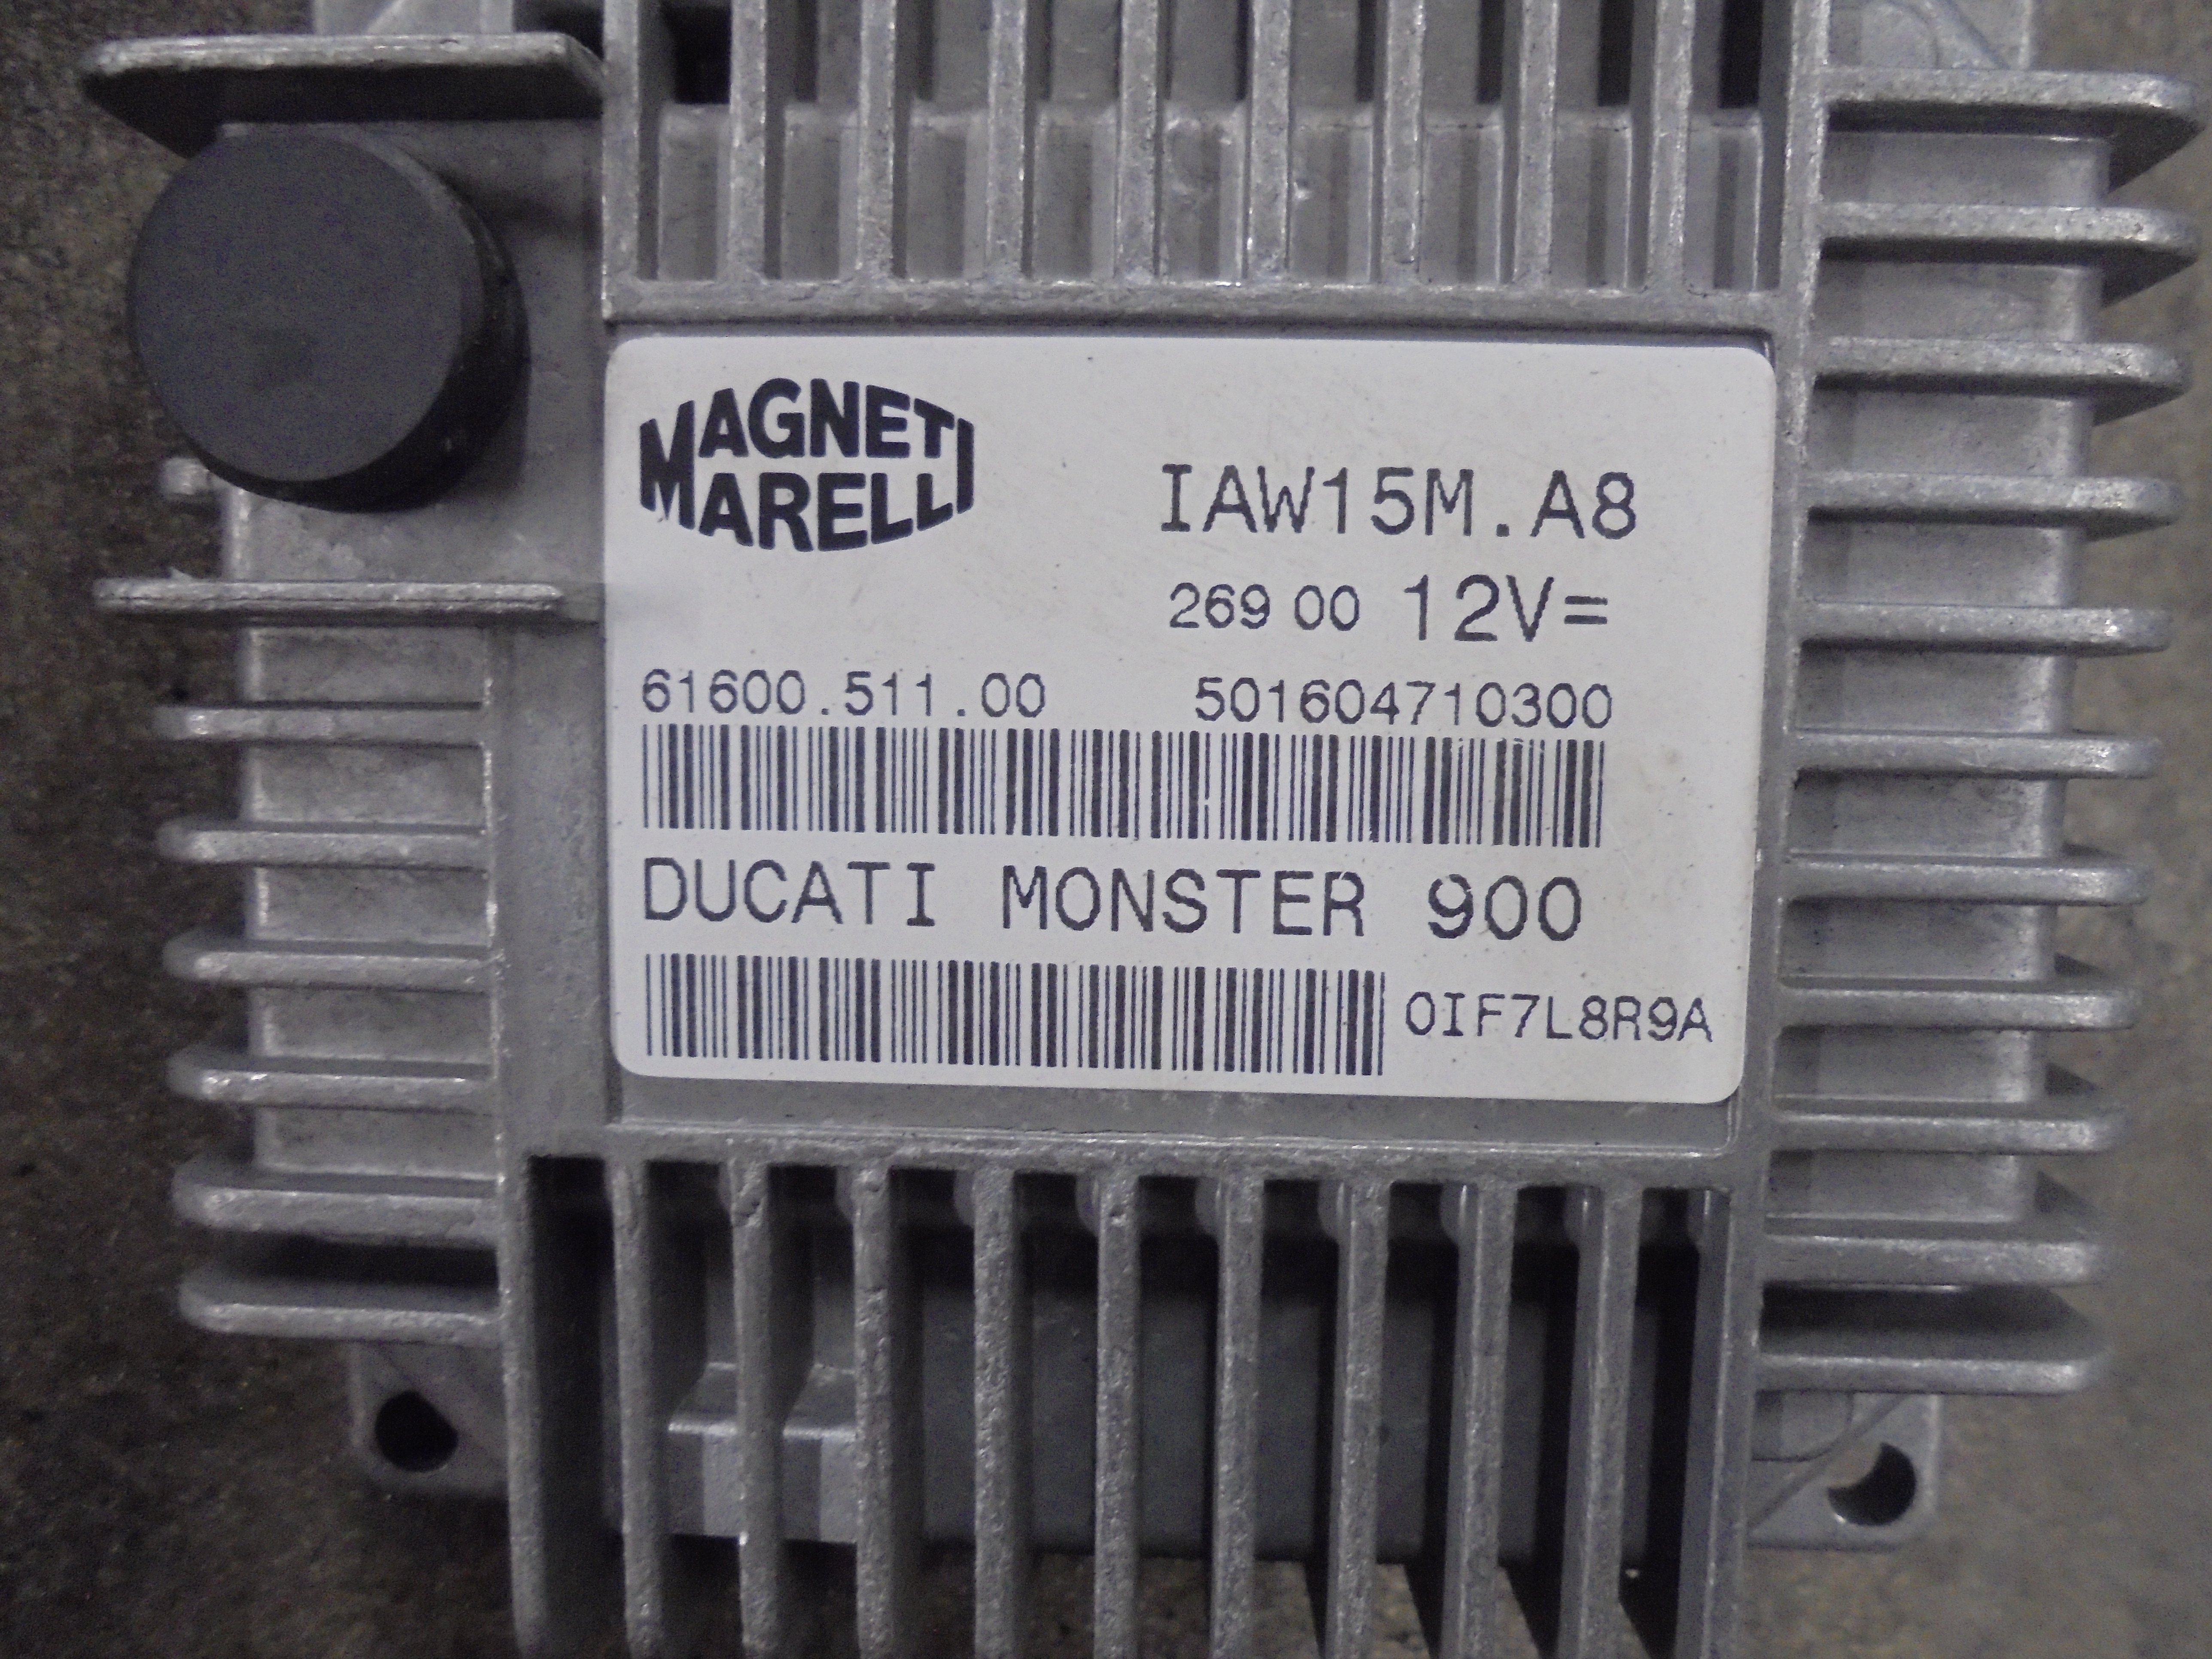 MAGNETI
MARELLI
IAW15M.A8
269 00 12V=
61600.511.00 501604710300
DUCATI MONSTER 900
0IF7L8R9A